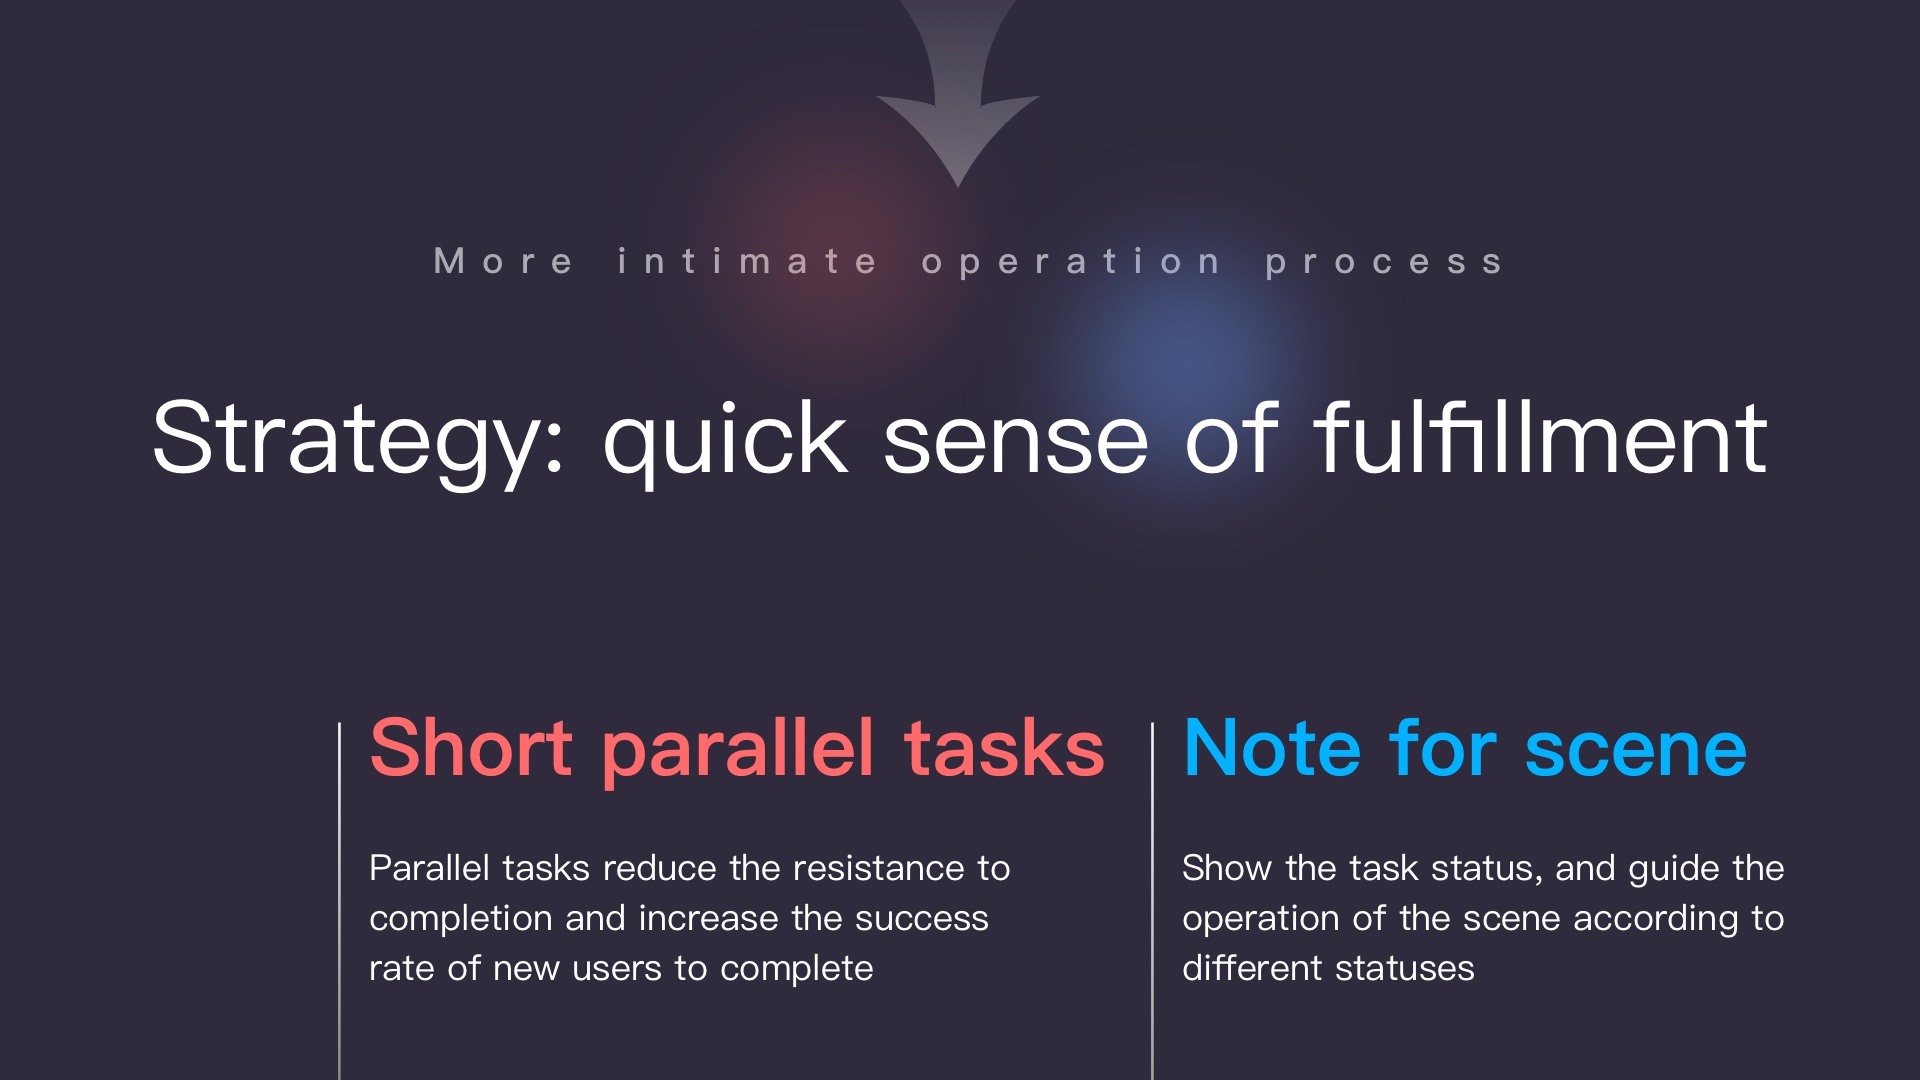 More intimate operation process
Strategy: quick sense of fulfillment
Short parallel tasks
Parallel tasks reduce the resistance to
completion and increase the success
rate of new users to complete
Note for scene
Show the task status, and guide the
operation of the scene according to
different statuses